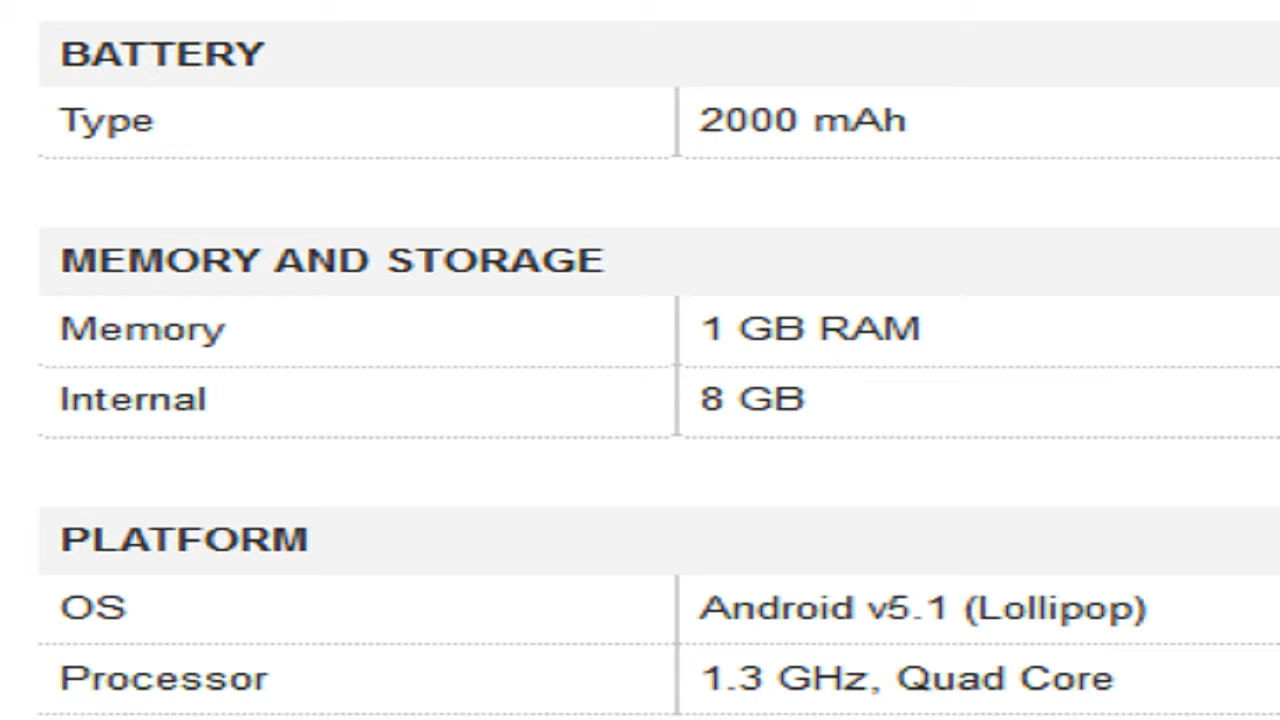 BATTERY
Type 2000 mAh
MEMORY AND STORAGE
Memory 1 GB RAM
Internal 8 GB
PLATFORM
OS Android v5.1 (Lollipop)
Processor 1.3 GHz, Quad Core